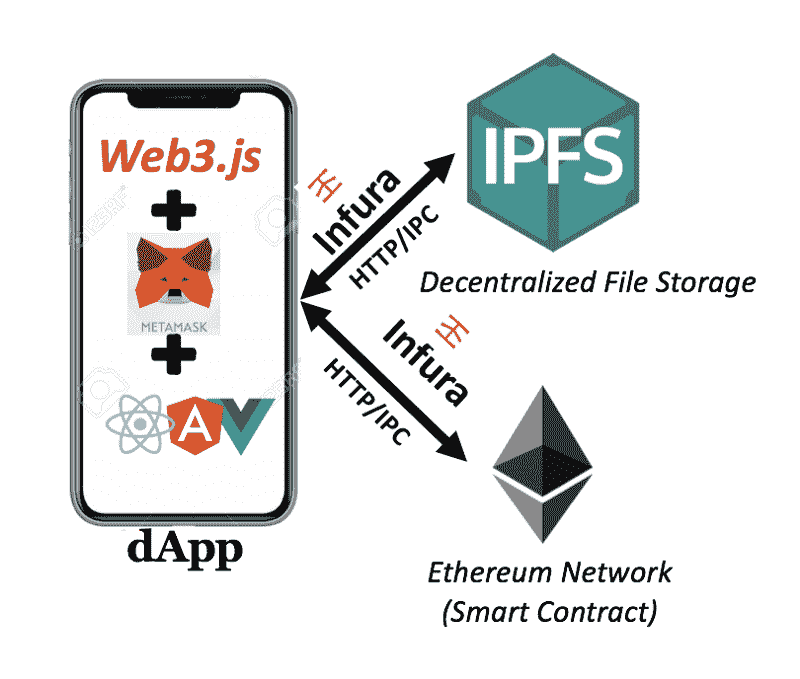 Web3.js
METAMASK
dApp
Infura
HTTP/IPC
IPFS
Decentralized File Storage
Infura
HTTP/IPC
Ethereum Network
(Smart Contract)